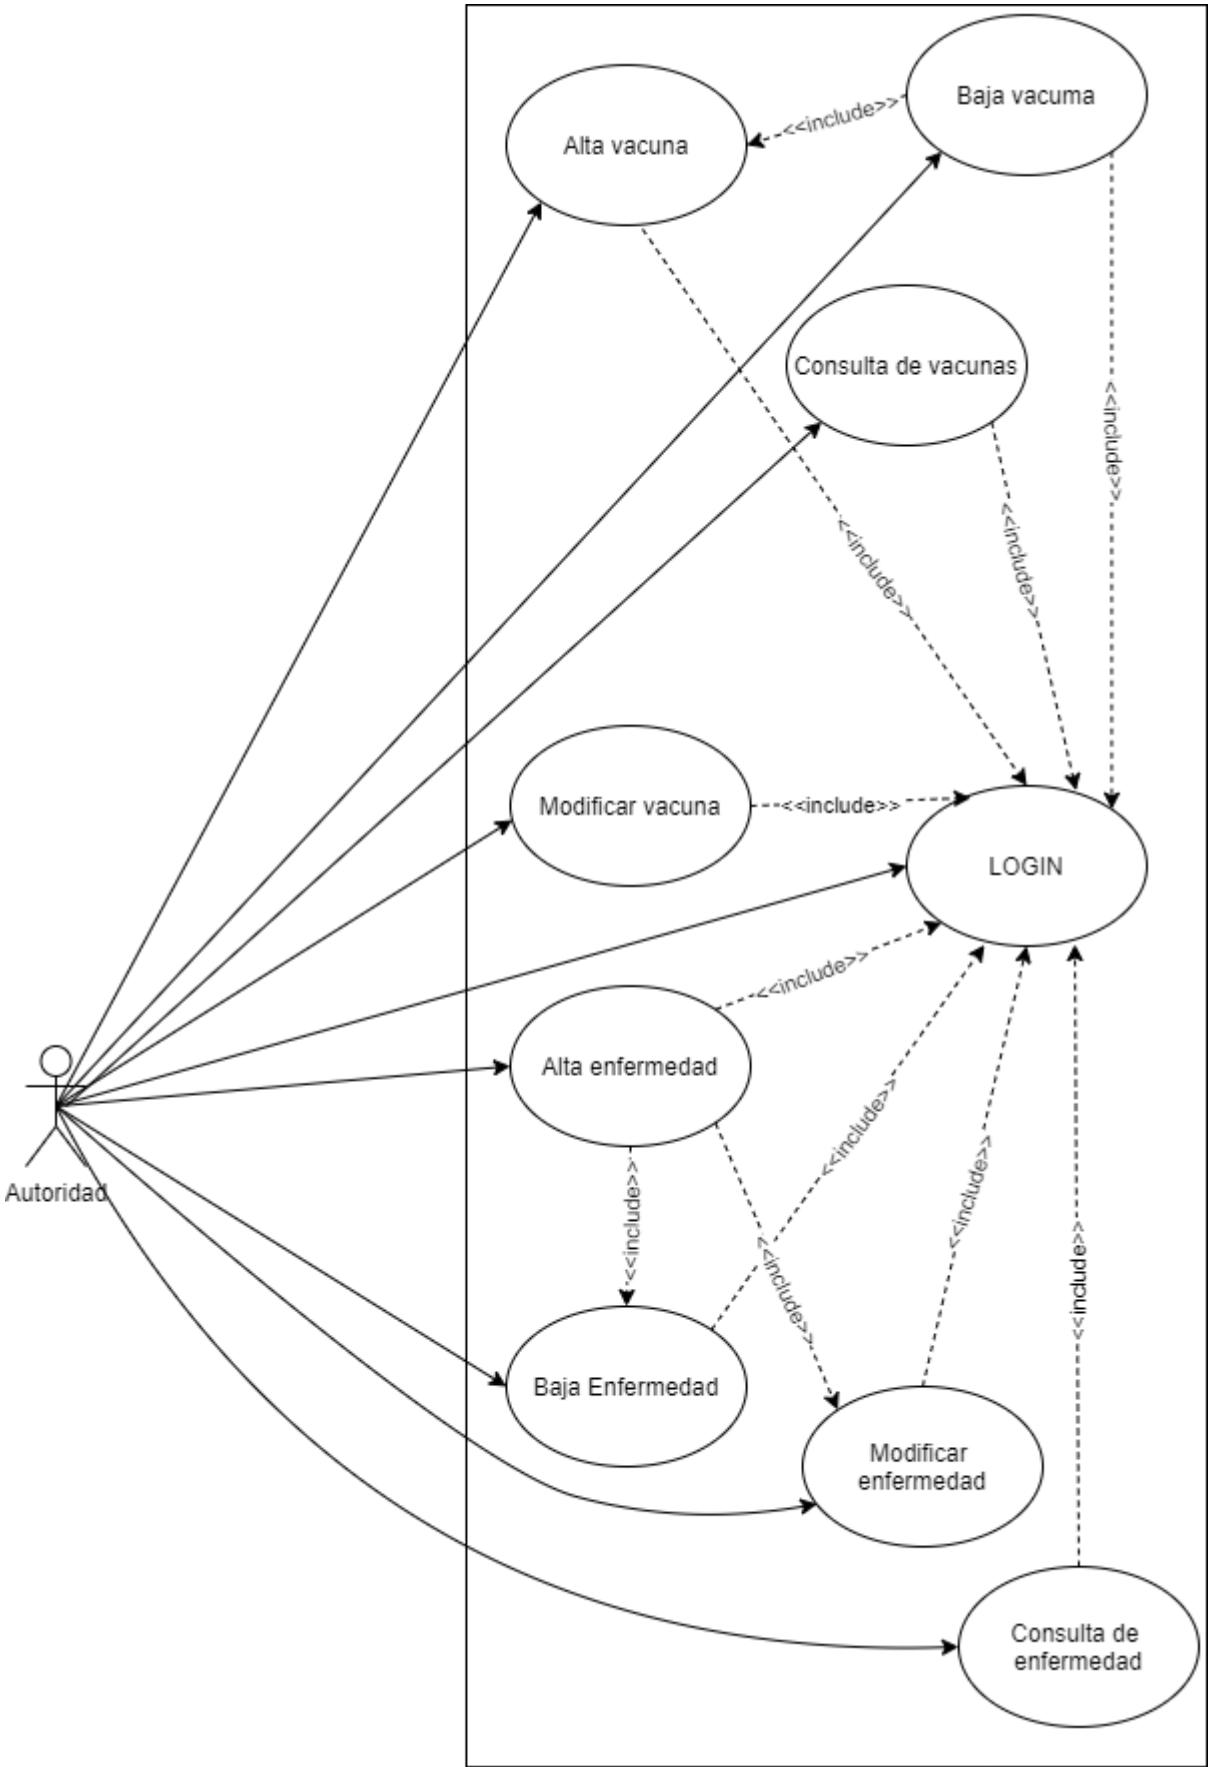 Baja vacuma
<<include>>
Alta vacuna
Consulta de vacunas
<<include>>
<<include>>
<<include>>
Modificar vacuna
<<include>>
LOGIN
<<include>>
Alta enfermedad
<<include>>
<<include>>
Autoridad
<<include>>
<<include>>
<<include>>
Baja Enfermedad
Modificar
enfermedad
Consulta de
enfermedad